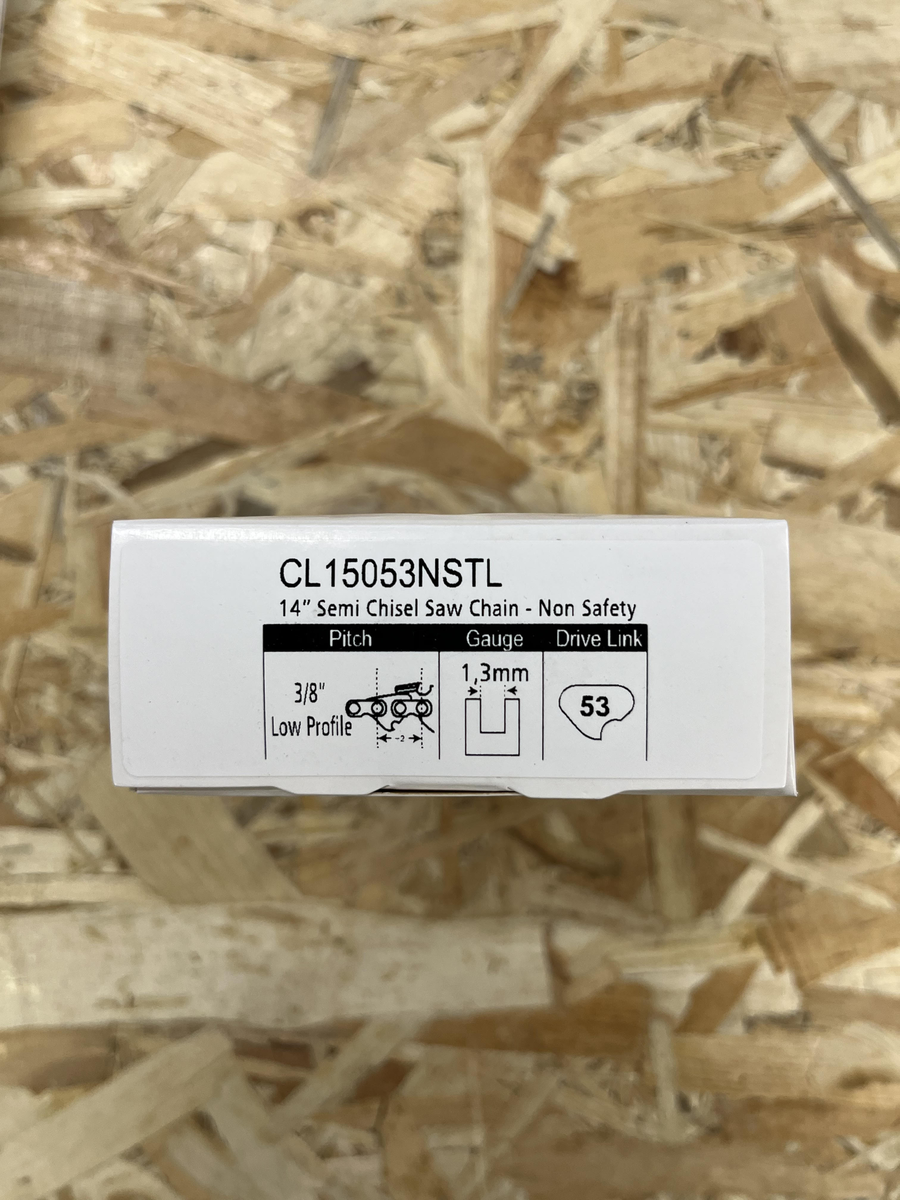 CL15053NSTL
14" Semi Chisel Saw Chain - Non Safety
Pitch Gauge Drive Link
3/8"
Low Profile
1,3mm
53
÷2